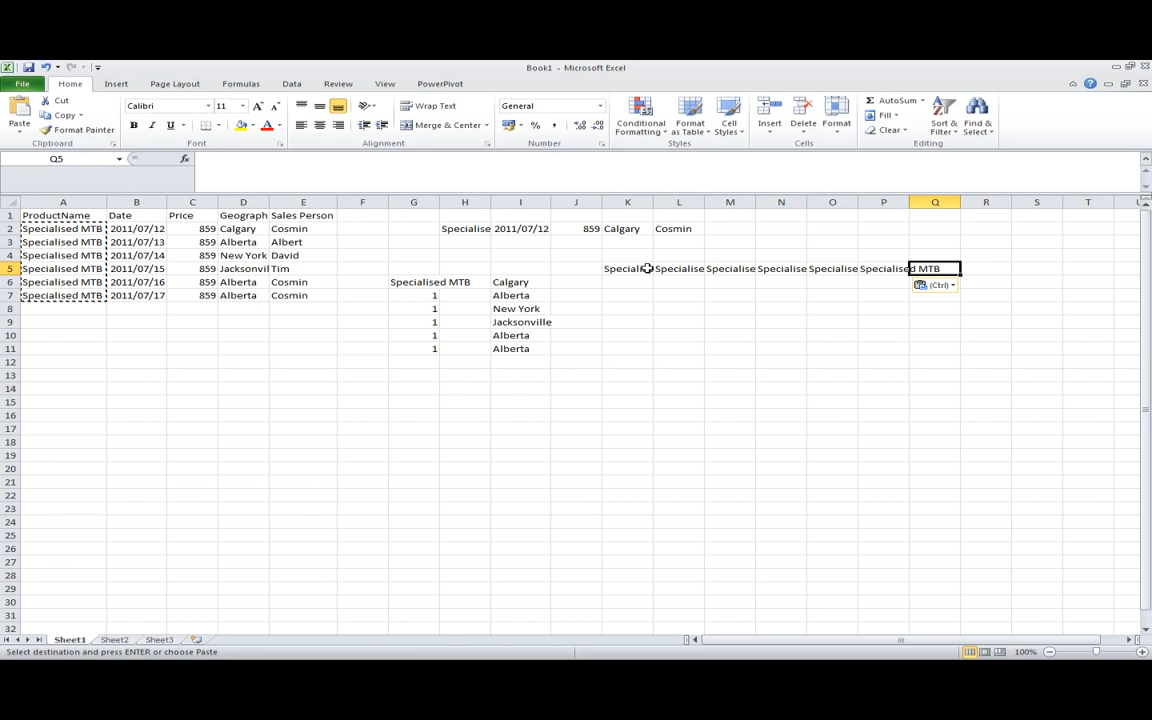 Book1 - Microsoft Excel
File Home Insert Page Layout Formulas Data Review View PowerPivot
Paste
Cut
Copy
Format Painter
Clipboard
Calibri 11
B I U
Font
Wrap Text
Merge & Center
Alignment
General
Number
Conditional Formatting
Format as Table
Cell Styles
Styles
Insert
Delete
Format
Cells
AutoSum
Fill
Clear
Sort & Filter
Find & Select
Editing
Q5
fx
A B C D E F G H I J K L M N O P Q R S T U
1 ProductName Date Price Geograph Sales Person
2 Specialised MTB 2011/07/12 859 Calgary Cosmin Specialise 2011/07/12 859 Calgary Cosmin
3 Specialised MTB 2011/07/13 859 Alberta Albert
4 Specialised MTB 2011/07/14 859 New York David
5 Specialised MTB 2011/07/15 859 Jacksonvil Tim Speciali Specialise Specialise Specialise Specialise Specialised MTB
6 Specialised MTB 2011/07/16 859 Alberta Cosmin Specialised MTB Calgary
(Ctrl)
7 Specialised MTB 2011/07/17 859 Alberta Cosmin 1 Alberta
8 1 New York
9 1 Jacksonville
10 1 Alberta
11 1 Alberta
12
13
14
15
16
17
18
19
20
21
22
23
24
25
26
27
28
29
30
31
32
Sheet1 Sheet2 Sheet3
Select destination and press ENTER or choose Paste
100%